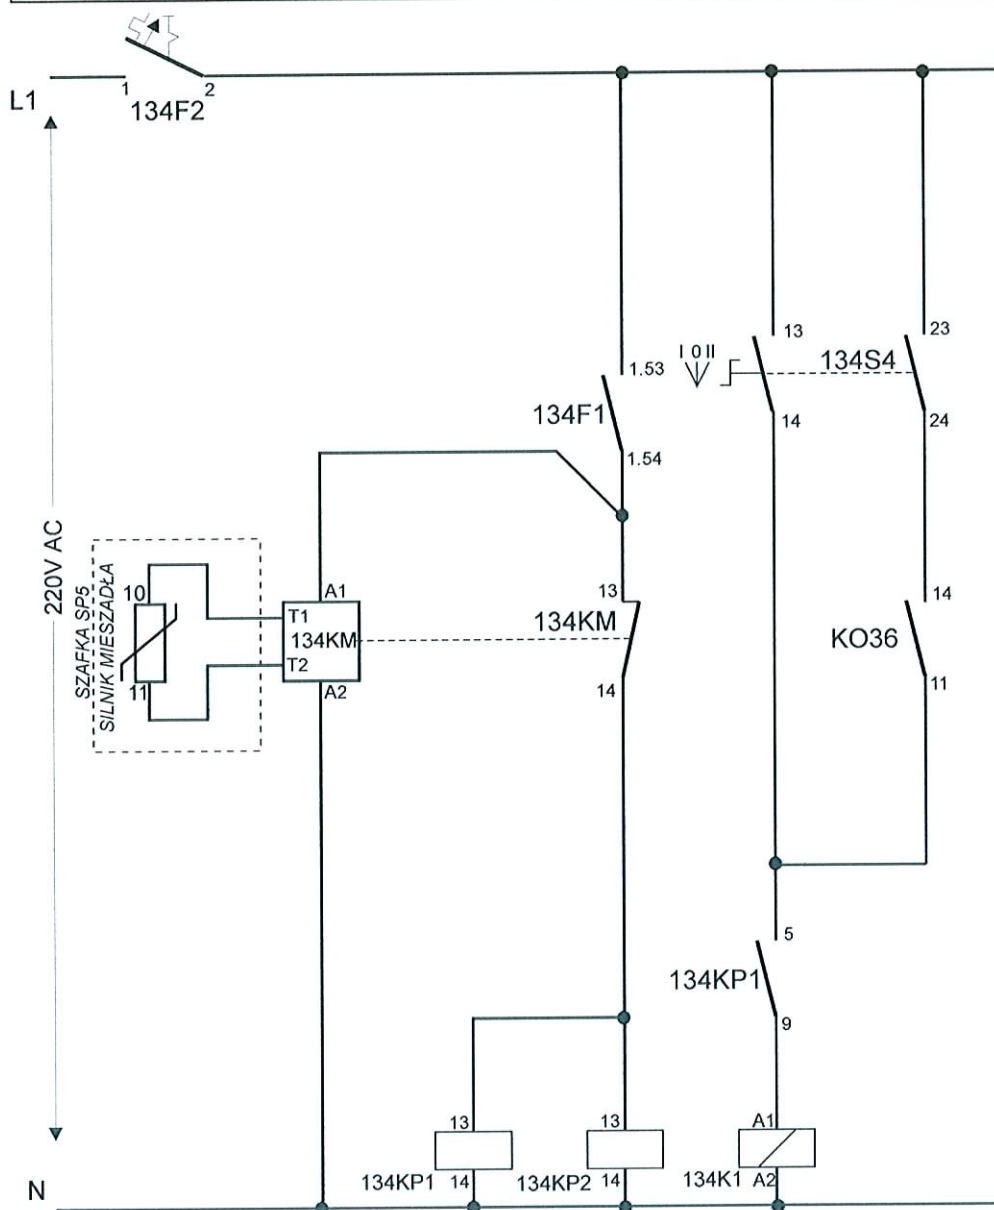 L1
1
2
134F2
220V AC
1.53
134F1
1.54
I 0 II
13
134S4
23
14
24
SZAFKA SP5
SILNIK MIESZADŁA
10
11
A1
T1
134KM
T2
A2
13
134KM
14
14
KO36
11
5
134KP1
9
13
134KP1
14
13
134KP2
14
A1
134K1
A2
N